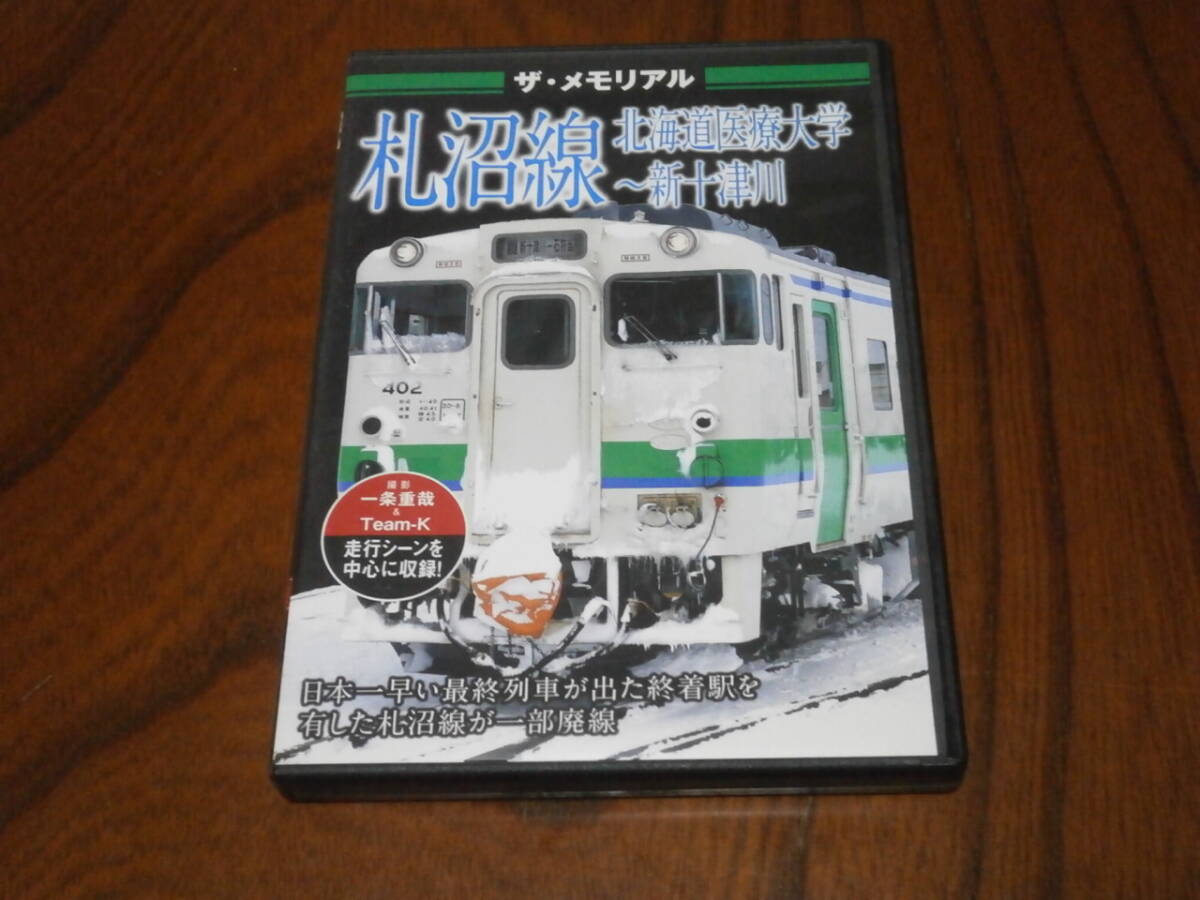 ザ・メモリアル
札沼線
北海道医療大学
～新十津川
402
撮影
一条重哉
&
Team-K
走行シーンを
中心に収録!
日本一早い最終列車が出た終着駅を
有した札沼線が一部廃線